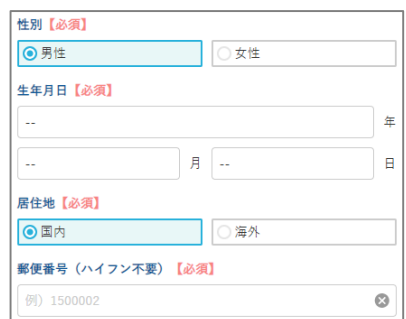 性別【必須】
男性 女性
生年月日【必須】
-- 年
-- 月 -- 日
居住地【必須】
国内 海外
郵便番号（ハイフン不要）【必須】
例）1500002